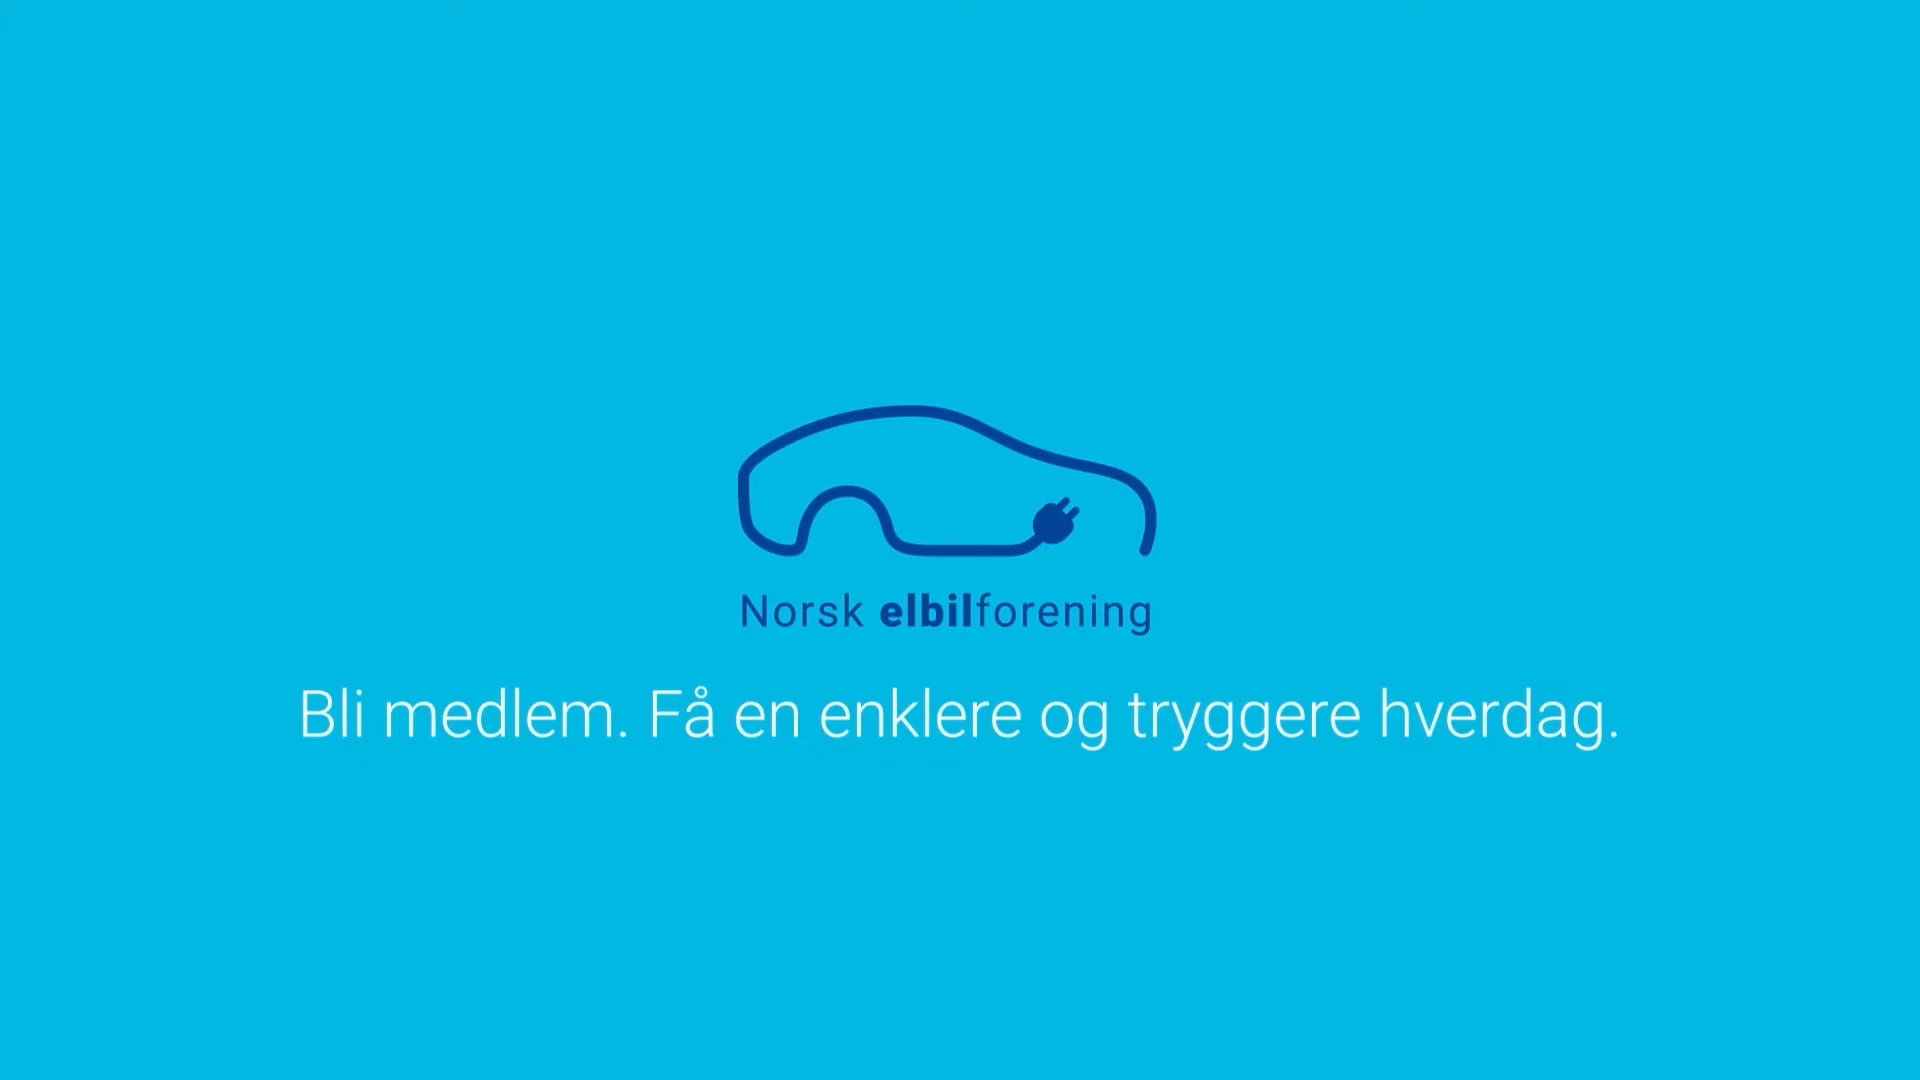 Norsk elbilforening
Bli medlem. Få en enklere og tryggere hverdag.